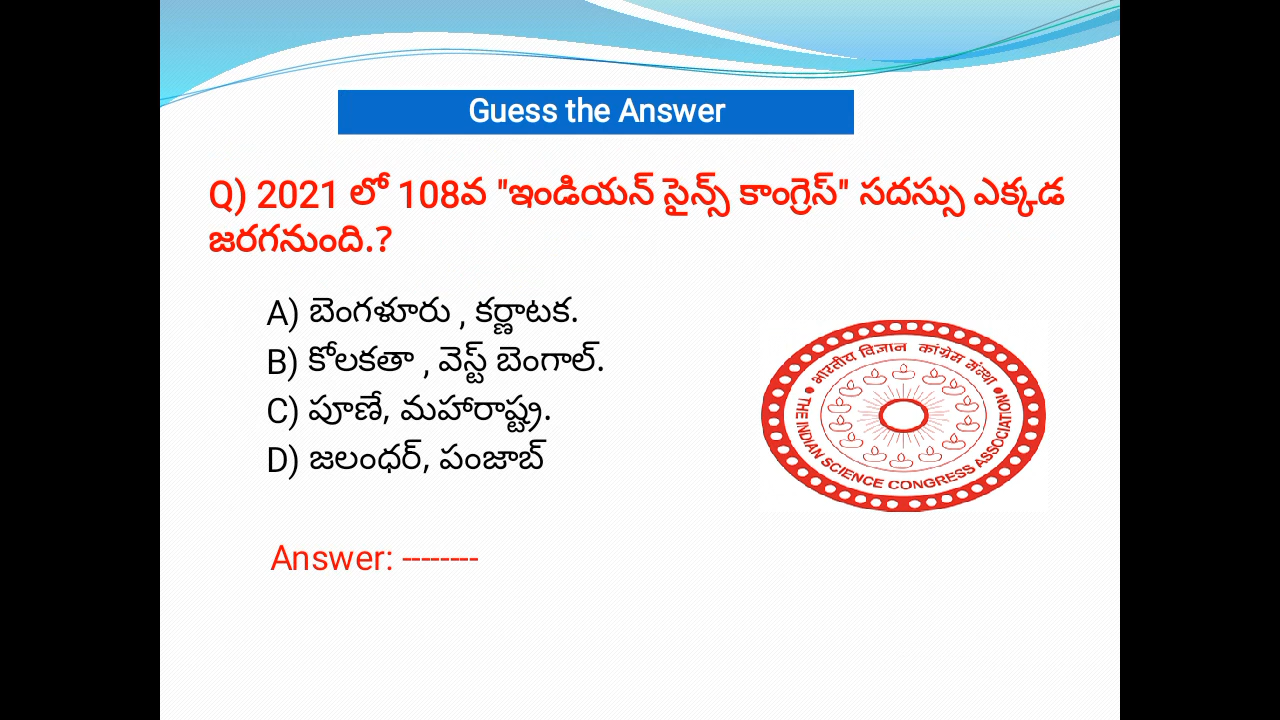 Guess the Answer
Q) 2021 లో 108వ "ఇండియన్ సైన్స్ కాంగ్రెస్" సదస్సు ఎక్కడ
జరగనుంది.?
A) బెంగళూరు , కర్ణాటక.
B) కోలకతా , వెస్ట్ బెంగాల్.
C) పూణే, మహారాష్ట్ర.
D) జలంధర్, పంజాబ్
भारतीय विज्ञान कांग्रेस संस्था
THE INDIAN SCIENCE CONGRESS ASSOCIATION
Answer: --------